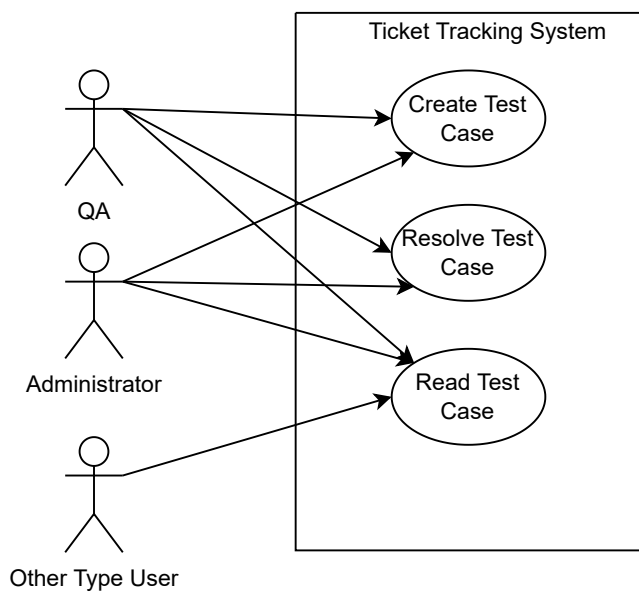 Ticket Tracking System
Create Test
Case
QA
Resolve Test
Case
Administrator
Read Test
Case
Other Type User